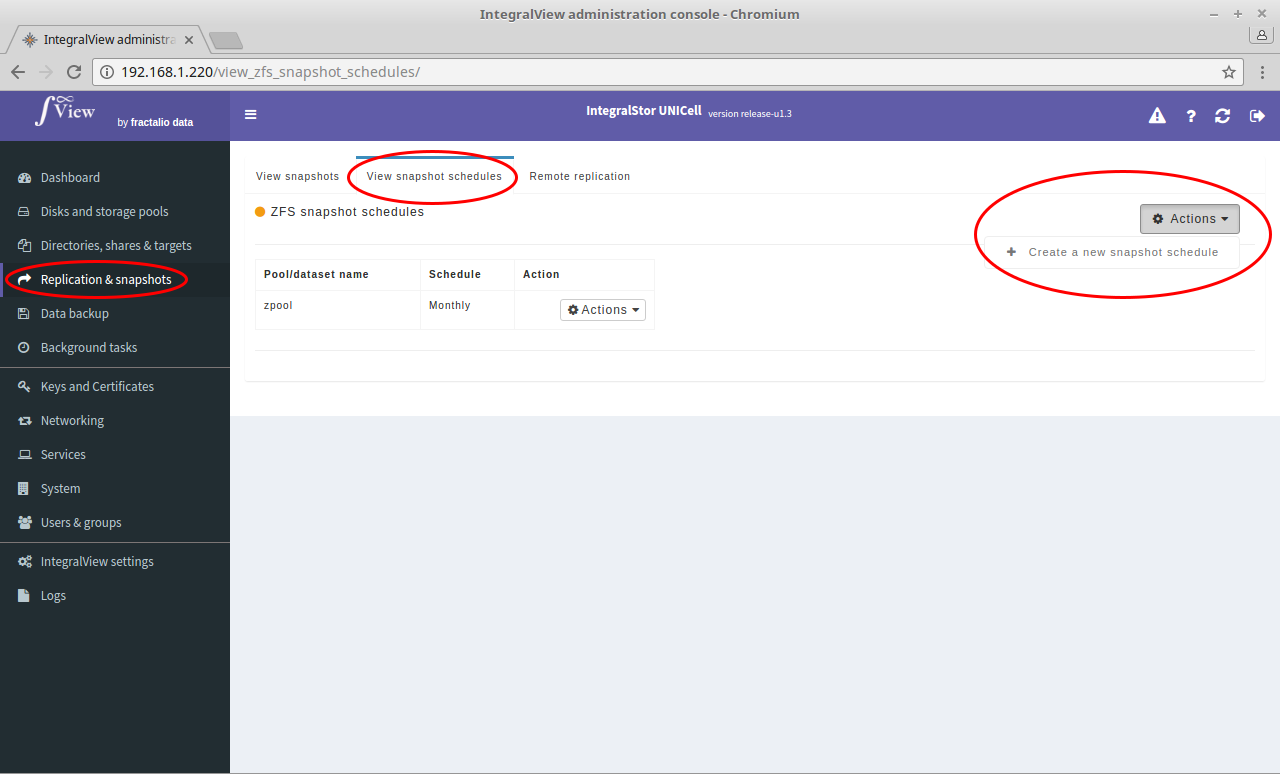 IntegralView administration console - Chromium
IntegralView administra
192.168.1.220/view_zfs_snapshot_schedules/
View by fractalio data
IntegralStor UNICell version release-u1.3
Dashboard
Disks and storage pools
Directories, shares & targets
Replication & snapshots
Data backup
Background tasks
Keys and Certificates
Networking
Services
System
Users & groups
IntegralView settings
Logs
View snapshots View snapshot schedules Remote replication
ZFS snapshot schedules
Actions
Create a new snapshot schedule
Pool/dataset name Schedule Action
zpool Monthly Actions